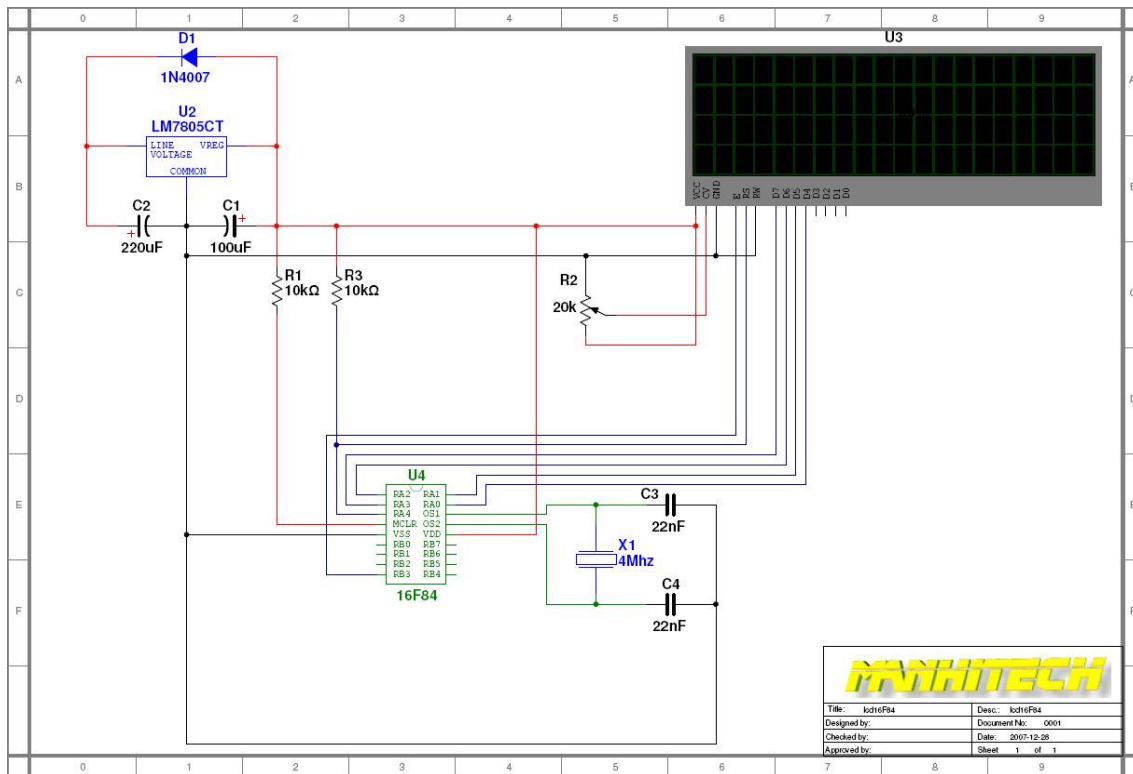 0 1 2 3 4 5 6 7 8 9
D1
1N4007
U3
A
A
U2
LM7805CT
LINE VREG
VOLTAGE
COMMON
B
B
VCC CV GND E RS RW D7 D6 D5 D4 D3 D2 D1 D0
C2
+
220uF
C1
+
100uF
R1
10kΩ
R3
10kΩ
R2
20k
C
C
D
D
U4
RA2 RA1
RA3 RA0
RA4 OS1
MCLR OS2
VSS VDD
RB0 RB7
RB1 RB6
RB2 RB5
RB3 RB4
16F84
E
E
C3
22nF
X1
4Mhz
C4
22nF
F
F
MANHITECH
Title: lcd16F84 Desc.: lcd16F84
Designed by: Document No: 0001
Checked by: Date: 2007-12-28
Approved by: Sheet 1 of 1
0 1 2 3 4 5 6 7 8 9